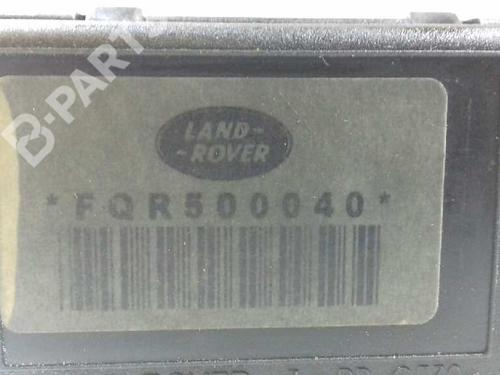 B-PARTS
LAND-
-ROVER
*FQR500040*